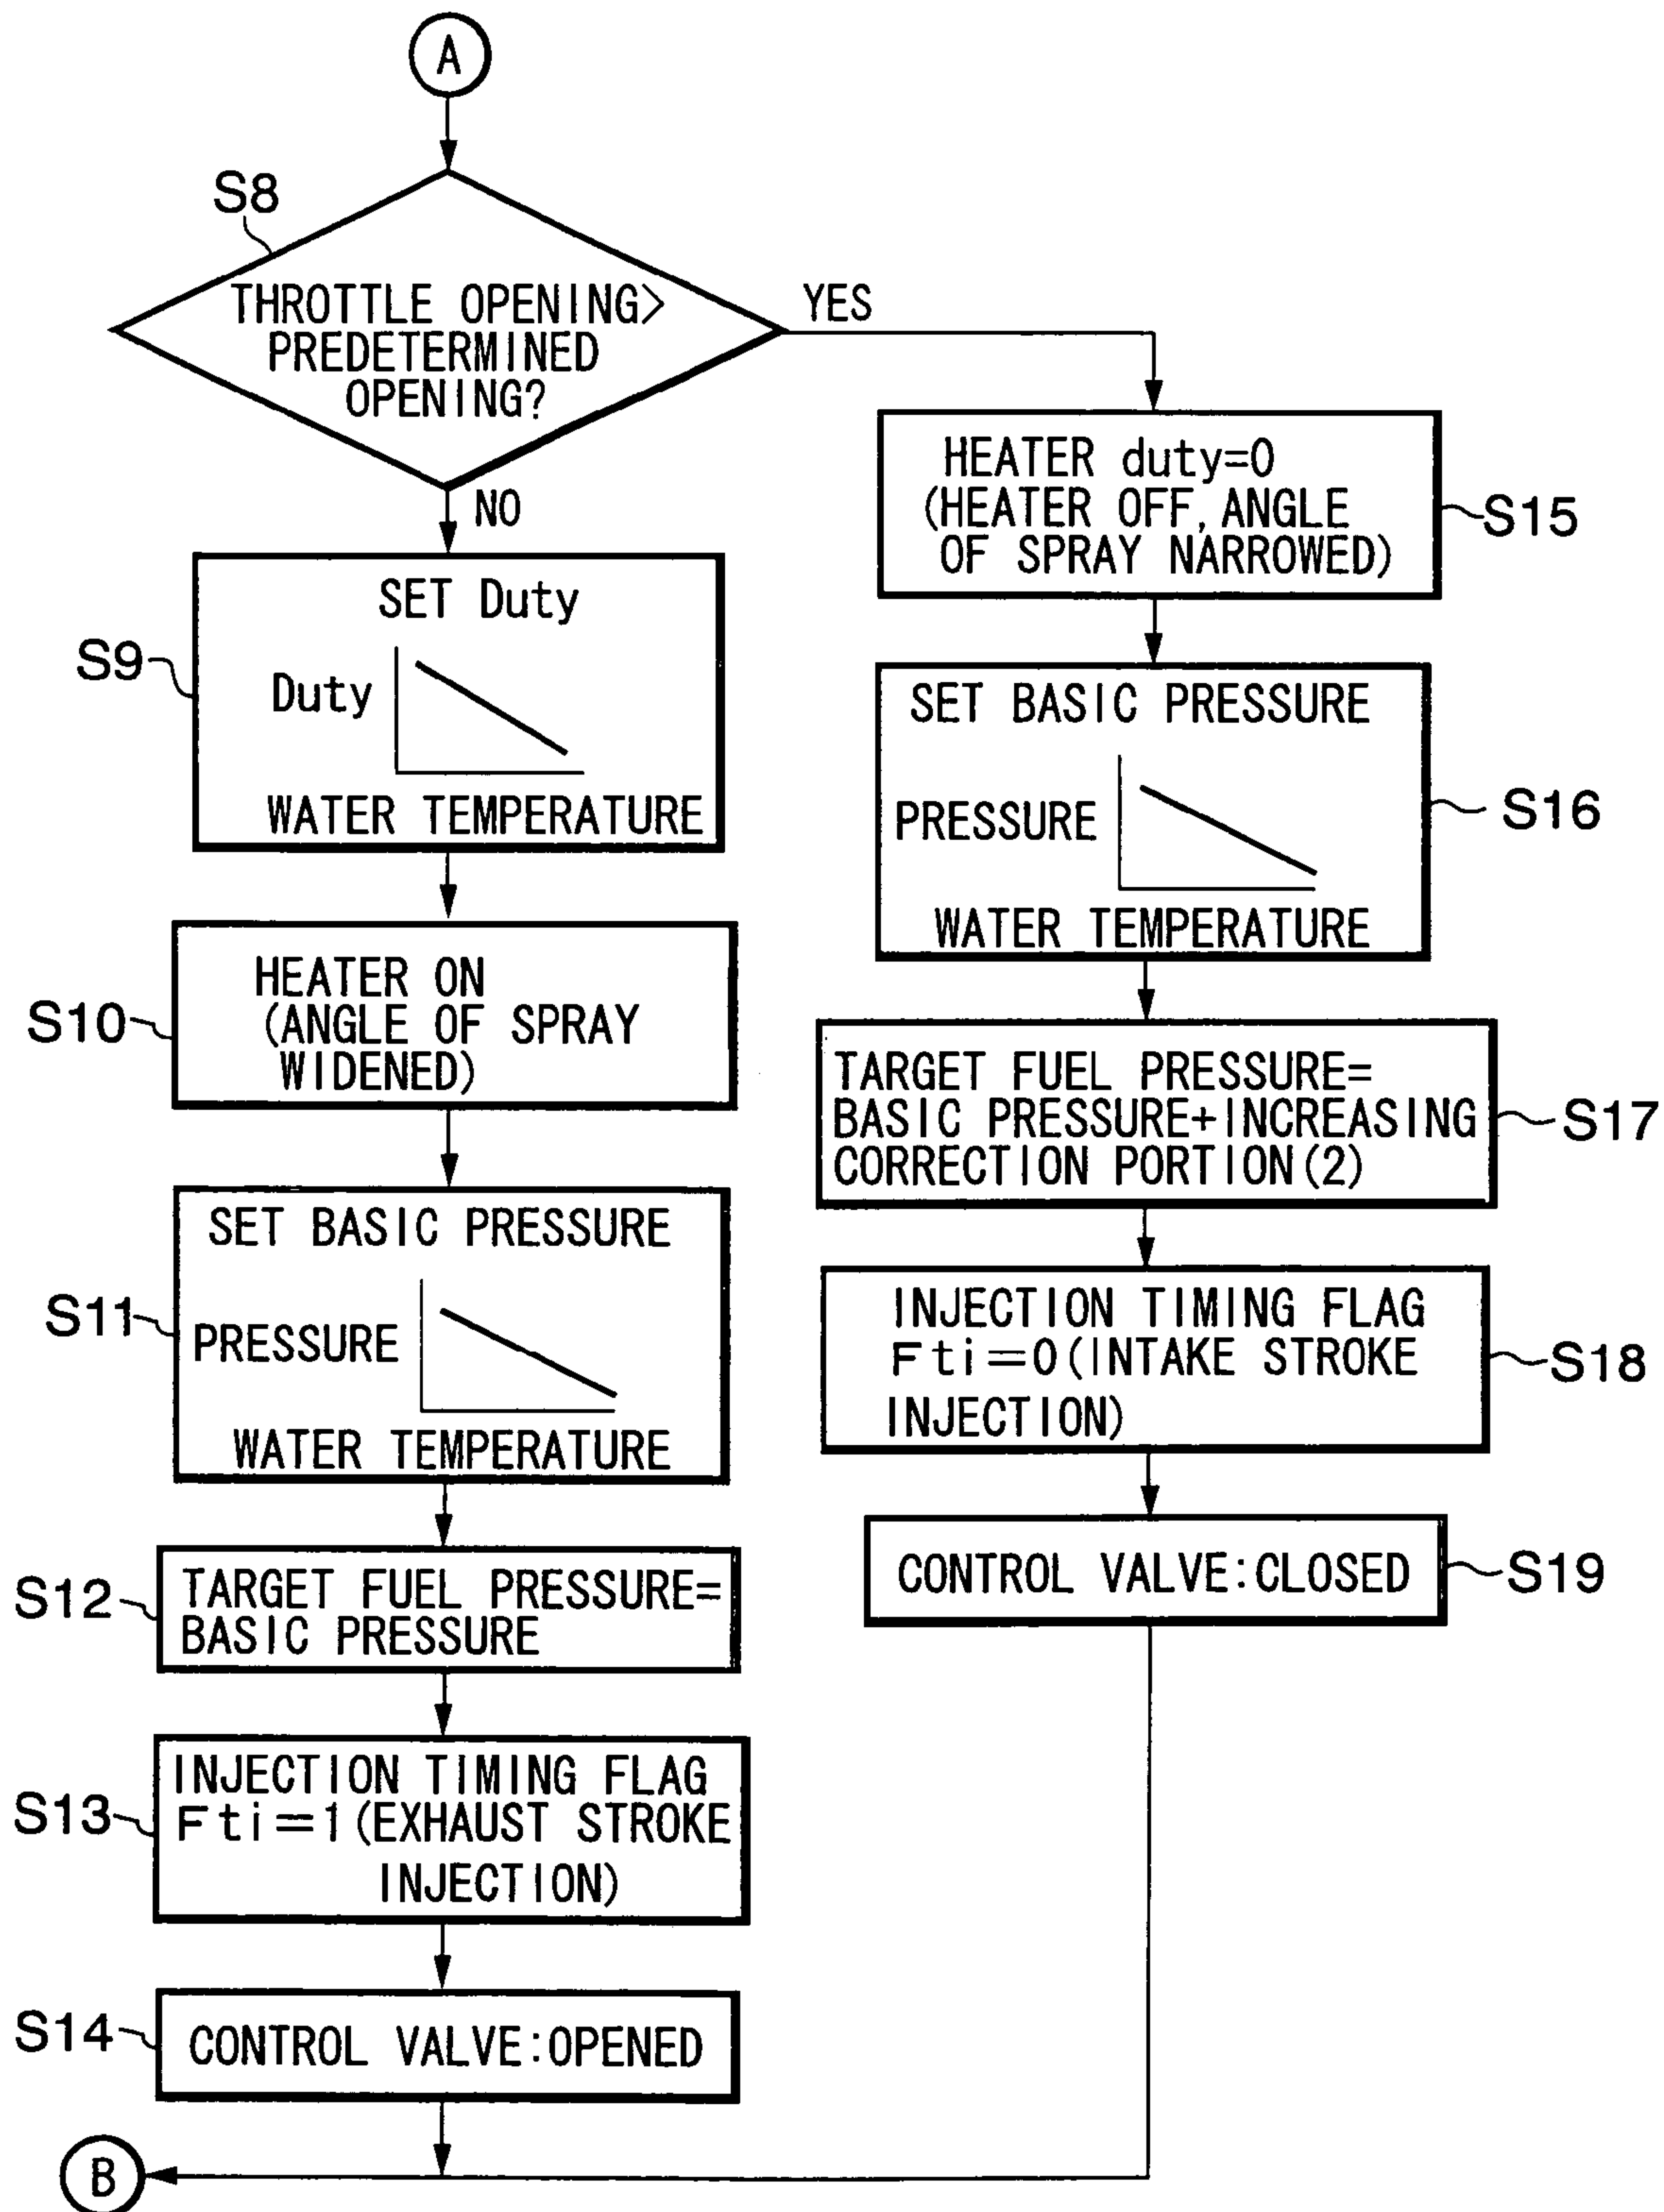 A
S8
THROTTLE OPENING>
PREDETERMINED
OPENING?
YES
NO
S9
SET Duty
Duty
WATER TEMPERATURE
S10
HEATER ON
(ANGLE OF SPRAY
WIDENED)
S11
SET BASIC PRESSURE
PRESSURE
WATER TEMPERATURE
S12
TARGET FUEL PRESSURE=
BASIC PRESSURE
S13
INJECTION TIMING FLAG
Fti=1(EXHAUST STROKE
INJECTION)
S14
CONTROL VALVE:OPENED
HEATER duty=0
(HEATER OFF,ANGLE
OF SPRAY NARROWED)
S15
SET BASIC PRESSURE
PRESSURE
WATER TEMPERATURE
S16
TARGET FUEL PRESSURE=
BASIC PRESSURE+INCREASING
CORRECTION PORTION(2)
S17
INJECTION TIMING FLAG
Fti=0(INTAKE STROKE
INJECTION)
S18
CONTROL VALVE:CLOSED
S19
B